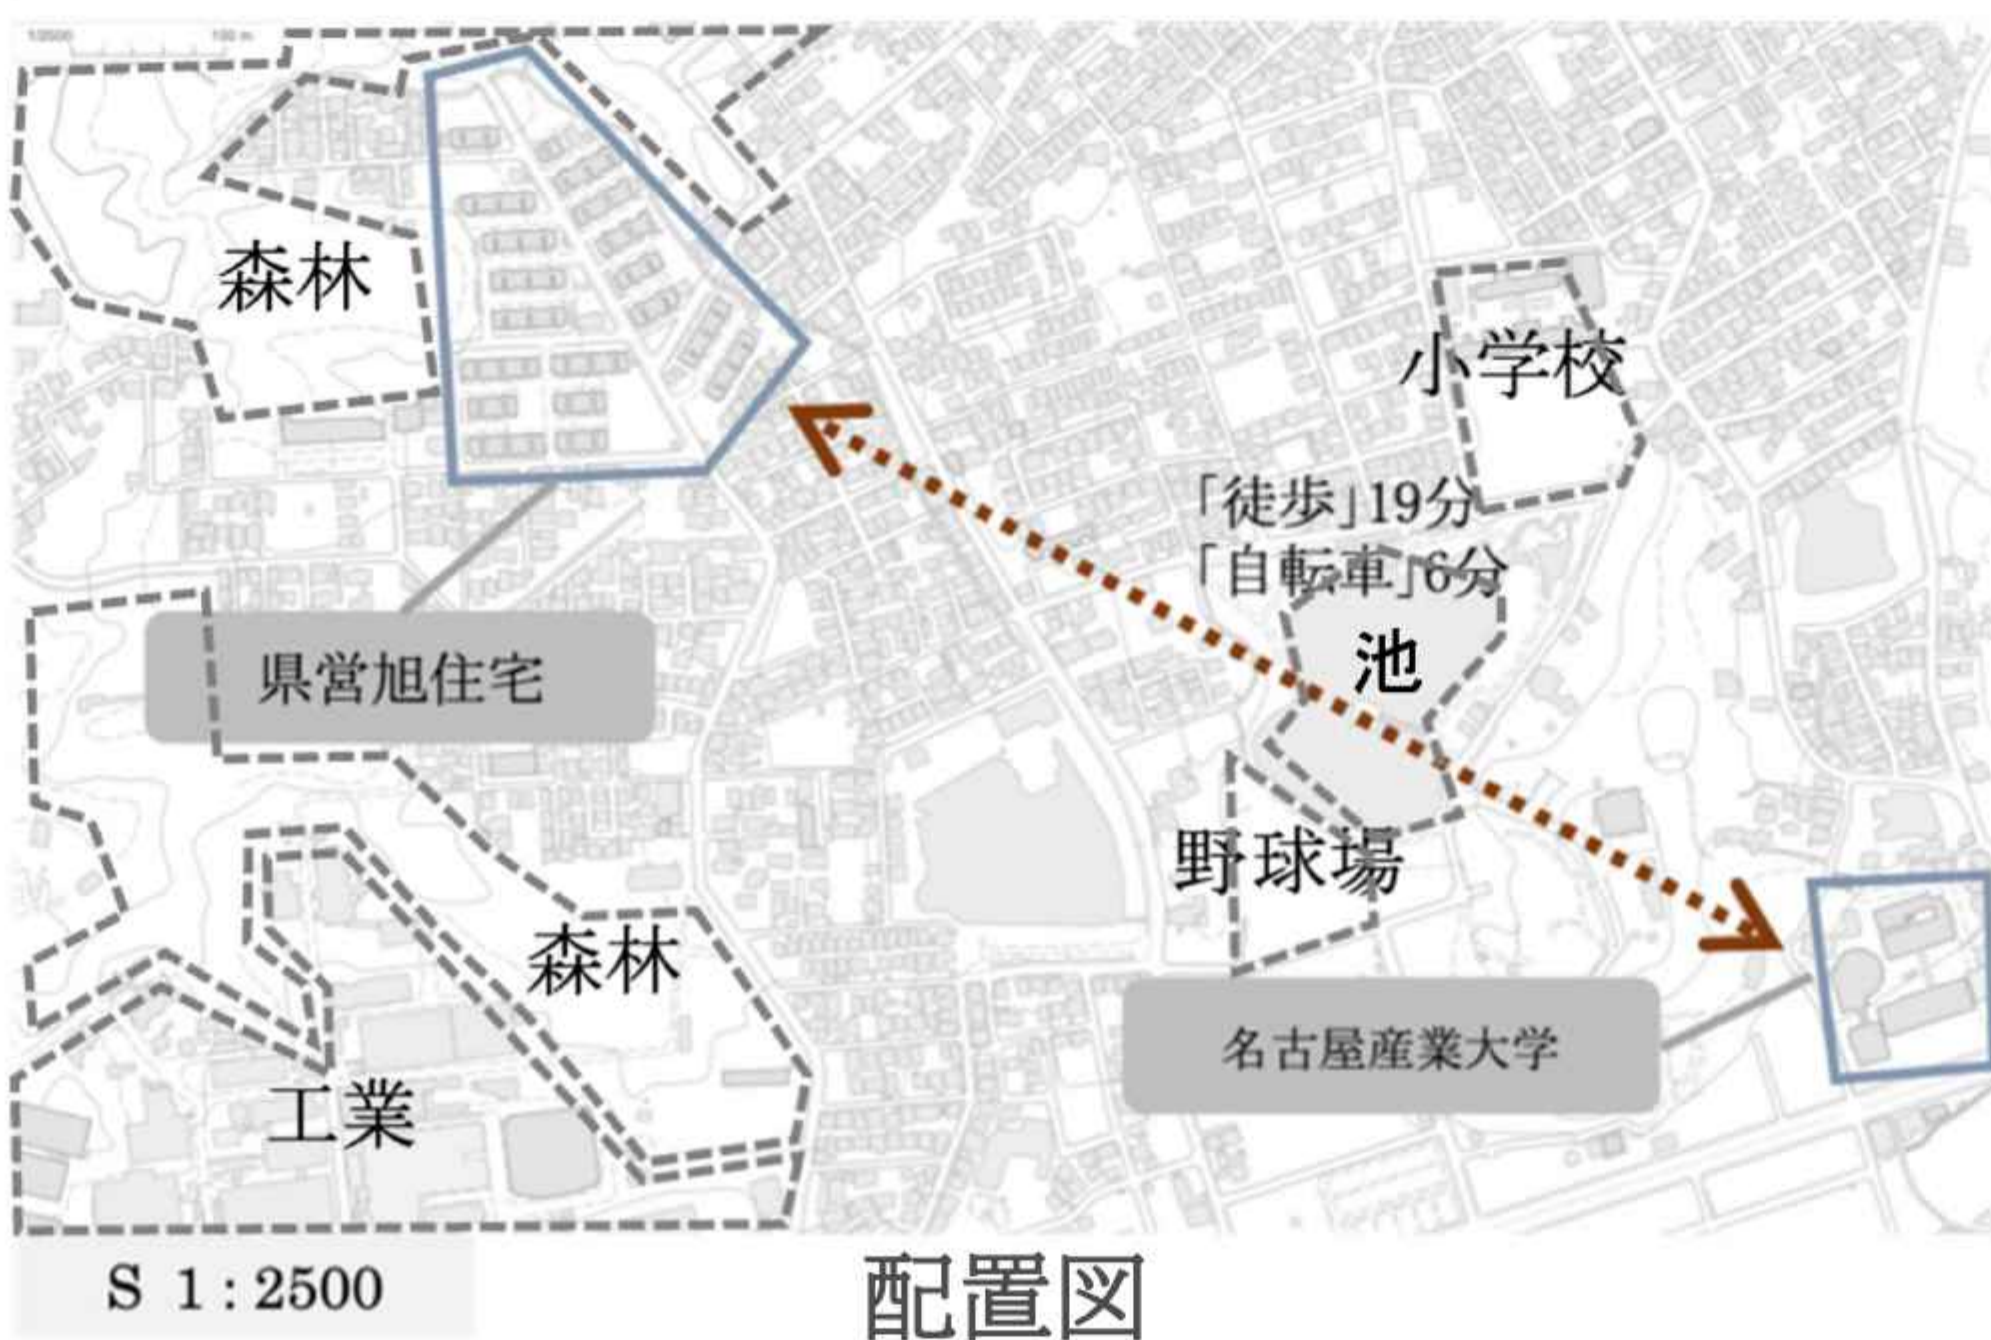 森林
小学校
「徒歩」19分
「自転車」6分
池
県営旭住宅
野球場
森林
名古屋産業大学
工業
S 1 : 2500
配置図